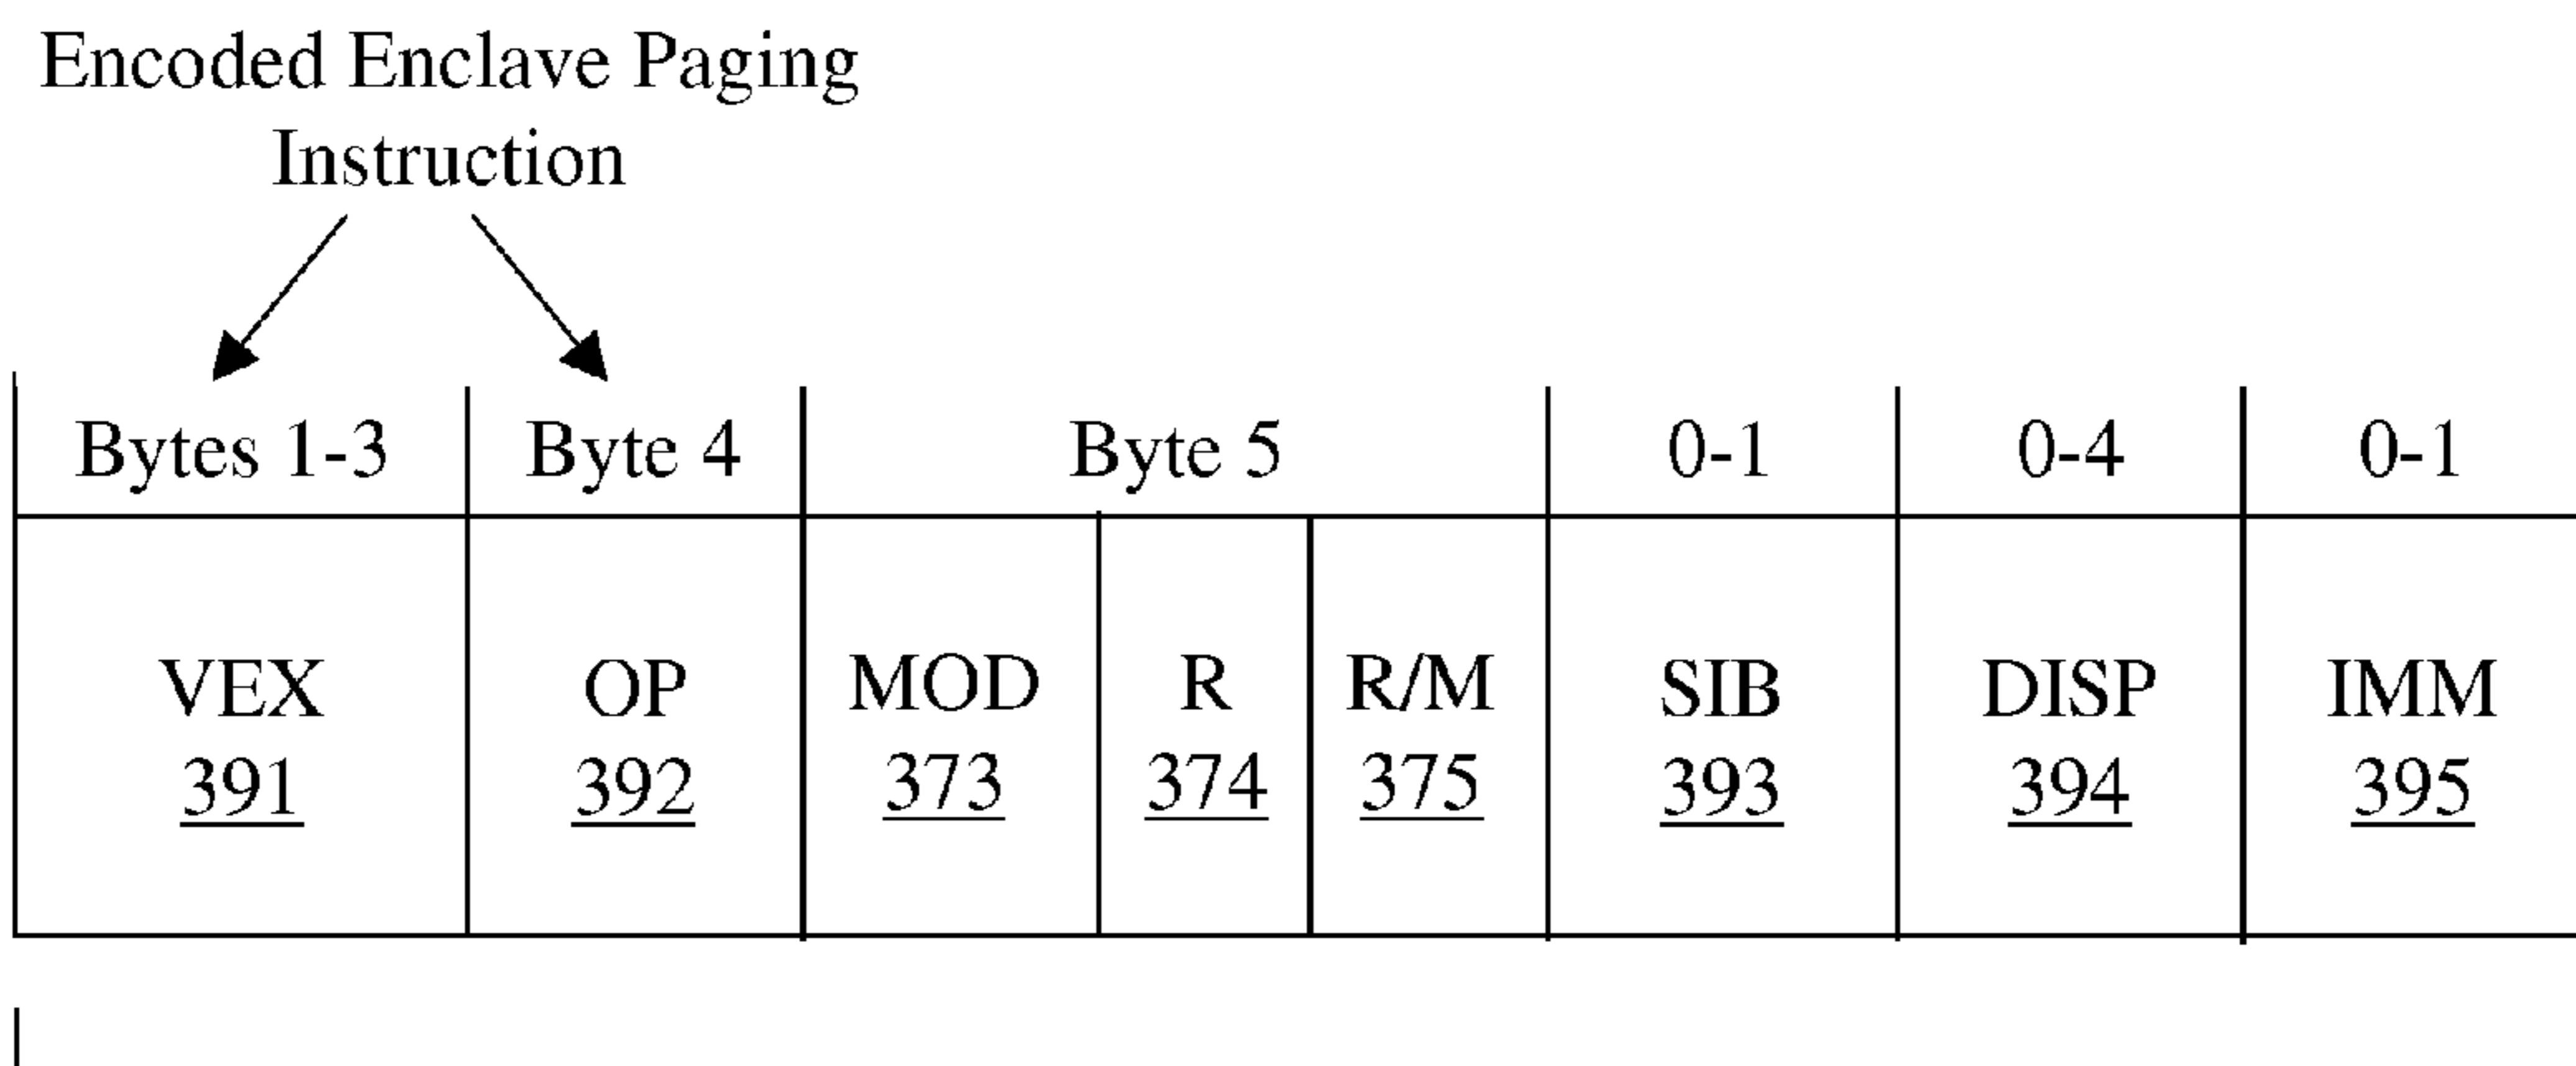 Encoded Enclave Paging
Instruction
Bytes 1-3 Byte 4 Byte 5 0-1 0-4 0-1
VEX OP MOD R R/M SIB DISP IMM
391 392 373 374 375 393 394 395